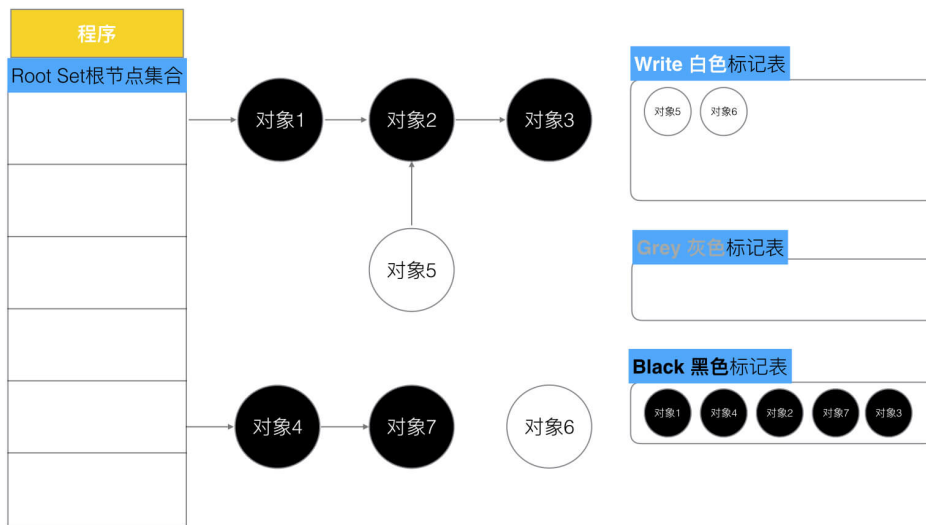 程序
Root Set根节点集合
对象1
对象2
对象3
对象5
对象4
对象7
对象6
Write 白色标记表
对象5
对象6
Grey 灰色标记表
Black 黑色标记表
对象1
对象4
对象2
对象7
对象3